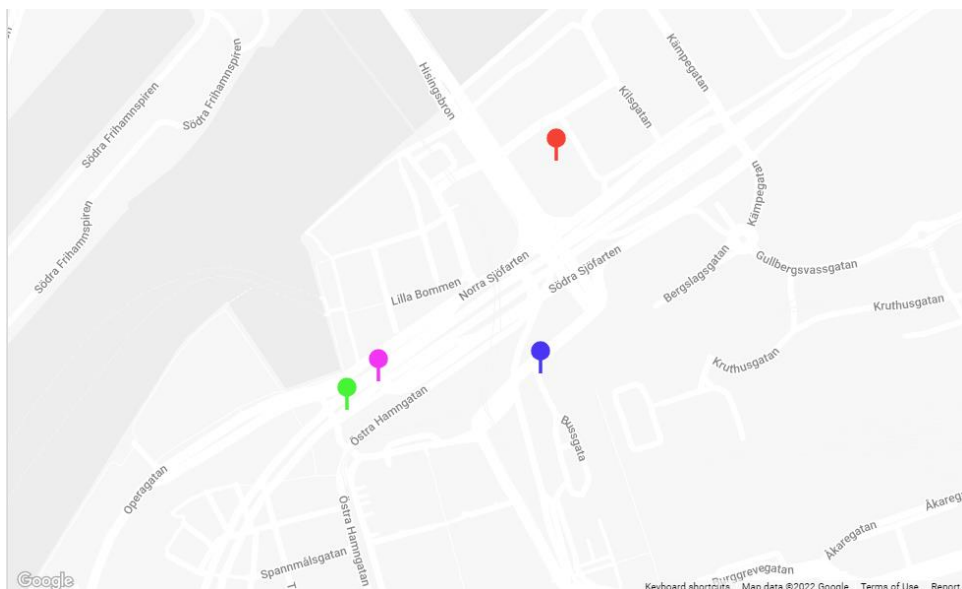 Hisingsbron
Kämpegatan
Kilsgatan
Södra Frihamnspiren
Södra Frihamnspiren
Södra Frihamnspiren
Kämpegatan
Norra Sjöfarten
Södra Sjöfarten
Lilla Bommen
Bergslagsgatan
Gullbergsvassgatan
Kruthusgatan
Kruthusgatan
Östra Hamngatan
Bussgata
Operagatan
Östra Hamngatan
Spannmålsgatan
Åkaregatan
Åkarega
Burggrevegatan
Google
Keyboard shortcuts Map data ©2022 Google Terms of Use Report